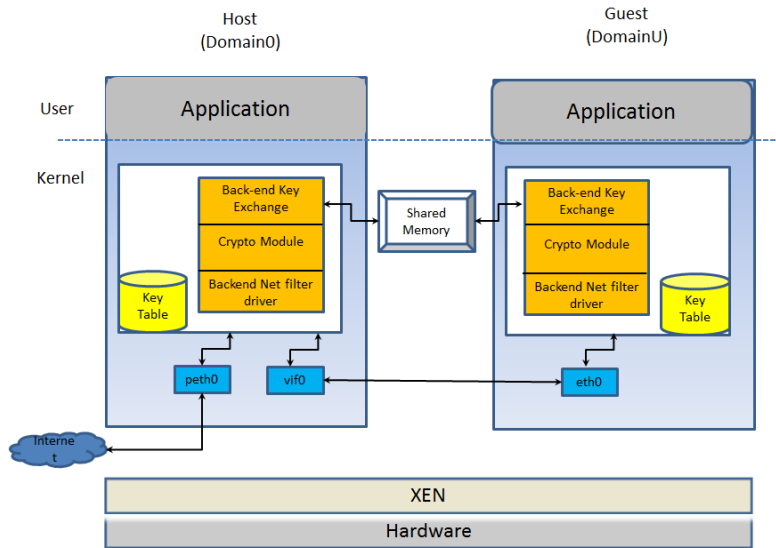 Host
(Domain0)
Guest
(DomainU)
User
Application
Application
Kernel
Back-end Key
Exchange
Crypto Module
Backend Net filter
driver
Key
Table
Shared
Memory
Back-end Key
Exchange
Crypto Module
Backend Net filter
driver
Key
Table
peth0
vif0
eth0
Interne
t
XEN
Hardware